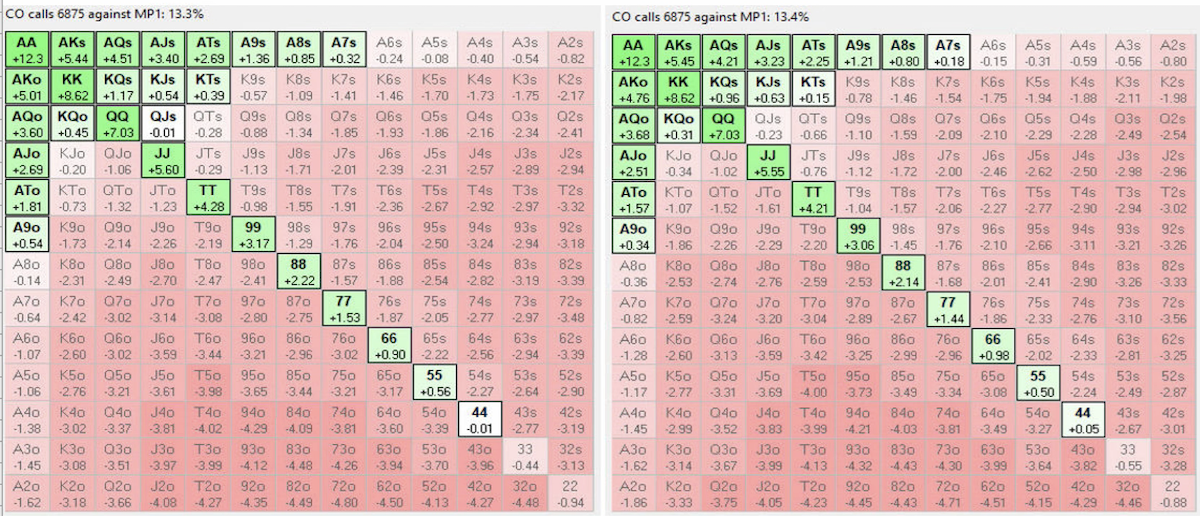 CO calls 6875 against MP1: 13.3%
AA AKs AQs AJs ATs A9s A8s A7s A6s A5s A4s A3s A2s
+12.3 +5.44 +4.51 +3.40 +2.69 +1.36 +0.85 +0.32 -0.24 -0.08 -0.40 -0.54 -0.82
AKo KK KQs KJs KTs K9s K8s K7s K6s K5s K4s K3s K2s
+5.01 +8.62 +1.17 +0.54 +0.39 -0.57 -1.09 -1.41 -1.46 -1.70 -1.73 -1.75 -2.17
AQo KQo QQ QJs QTs Q9s Q8s Q7s Q6s Q5s Q4s Q3s Q2s
+3.60 +0.45 +7.03 -0.01 -0.28 -0.88 -1.34 -1.85 -1.93 -1.86 -2.16 -2.34 -2.41
AJo KJo QJo JJ JTs J9s J8s J7s J6s J5s J4s J3s J2s
+2.69 -0.20 -1.06 +5.60 -0.29 -1.13 -1.71 -2.01 -2.39 -2.31 -2.57 -2.89 -2.94
ATo KTo QTo JTo TT T9s T8s T7s T6s T5s T4s T3s T2s
+1.81 -0.73 -1.32 -1.23 +4.28 -0.98 -1.55 -1.91 -2.36 -2.67 -2.92 -2.97 -3.32
A9o K9o Q9o J9o T9o 99 98s 97s 96s 95s 94s 93s 92s
+0.54 -1.73 -2.14 -2.26 -2.19 +3.17 -1.29 -1.76 -2.04 -2.50 -3.24 -2.94 -3.18
A8o K8o Q8o J8o T8o 98o 88 87s 86s 85s 84s 83s 82s
-0.14 -2.31 -2.49 -2.70 -2.47 -2.41 +2.22 -1.57 -1.88 -2.54 -2.82 -3.19 -3.39
A7o K7o Q7o J7o T7o 97o 87o 77 76s 75s 74s 73s 72s
-0.64 -2.42 -3.02 -3.14 -3.08 -2.80 -2.75 +1.53 -1.87 -2.05 -2.77 -2.97 -3.48
A6o K6o Q6o J6o T6o 96o 86o 76o 66 65s 64s 63s 62s
-1.07 -2.60 -3.02 -3.59 -3.44 -3.21 -2.96 -3.02 +0.90 -2.22 -2.56 -2.94 -3.39
A5o K5o Q5o J5o T5o 95o 85o 75o 65o 55 54s 53s 52s
-1.06 -2.76 -3.21 -3.61 -3.98 -3.65 -3.44 -3.21 -3.17 +0.56 -2.27 -2.64 -2.90
A4o K4o Q4o J4o T4o 94o 84o 74o 64o 54o 44 43s 42s
-1.38 -3.02 -3.37 -3.81 -4.02 -4.29 -4.09 -3.81 -3.60 -3.39 -0.01 -2.77 -3.19
A3o K3o Q3o J3o T3o 93o 83o 73o 63o 53o 43o 33 32s
-1.45 -3.08 -3.51 -3.97 -3.99 -4.12 -4.48 -4.26 -3.94 -3.70 -3.96 -0.44 -3.13
A2o K2o Q2o J2o T2o 92o 82o 72o 62o 52o 42o 32o 22
-1.62 -3.18 -3.66 -4.08 -4.27 -4.35 -4.49 -4.80 -4.50 -4.13 -4.27 -4.48 -0.94
CO calls 6875 against MP1: 13.4%
AA AKs AQs AJs ATs A9s A8s A7s A6s A5s A4s A3s A2s
+12.3 +5.45 +4.21 +3.23 +2.25 +1.21 +0.80 +0.18 -0.15 -0.31 -0.59 -0.56 -0.80
AKo KK KQs KJs KTs K9s K8s K7s K6s K5s K4s K3s K2s
+4.76 +8.62 +0.96 +0.63 +0.15 -0.78 -1.46 -1.54 -1.75 -1.94 -1.88 -2.11 -1.98
AQo KQo QQ QJs QTs Q9s Q8s Q7s Q6s Q5s Q4s Q3s Q2s
+3.68 +0.31 +7.03 -0.23 -0.66 -1.10 -1.59 -2.09 -2.10 -2.29 -2.28 -2.49 -2.54
AJo KJo QJo JJ JTs J9s J8s J7s J6s J5s J4s J3s J2s
+2.51 -0.34 -1.02 +5.55 -0.76 -1.12 -1.72 -2.00 -2.46 -2.62 -2.50 -2.98 -2.96
ATo KTo QTo JTo TT T9s T8s T7s T6s T5s T4s T3s T2s
+1.57 -1.07 -1.52 -1.61 +4.21 -1.04 -1.57 -2.06 -2.27 -2.77 -2.90 -2.94 -3.02
A9o K9o Q9o J9o T9o 99 98s 97s 96s 95s 94s 93s 92s
+0.34 -1.86 -2.26 -2.29 -2.20 +3.06 -1.45 -1.76 -2.10 -2.66 -3.11 -3.21 -3.26
A8o K8o Q8o J8o T8o 98o 88 87s 86s 85s 84s 83s 82s
-0.36 -2.53 -2.74 -2.76 -2.59 -2.53 +2.14 -1.68 -2.01 -2.41 -2.90 -3.26 -3.33
A7o K7o Q7o J7o T7o 97o 87o 77 76s 75s 74s 73s 72s
-0.82 -2.59 -3.24 -3.20 -3.04 -2.89 -2.67 +1.44 -1.86 -2.33 -2.76 -3.10 -3.56
A6o K6o Q6o J6o T6o 96o 86o 76o 66 65s 64s 63s 62s
-1.28 -2.60 -3.13 -3.59 -3.42 -3.25 -2.99 -2.96 +0.98 -2.02 -2.33 -2.81 -3.25
A5o K5o Q5o J5o T5o 95o 85o 75o 65o 55 54s 53s 52s
-1.17 -2.77 -3.31 -3.69 -4.00 -3.73 -3.49 -3.34 -3.08 +0.50 -2.24 -2.49 -2.87
A4o K4o Q4o J4o T4o 94o 84o 74o 64o 54o 44 43s 42s
-1.45 -2.99 -3.52 -3.83 -3.99 -4.21 -4.03 -3.81 -3.49 -3.27 +0.05 -2.67 -3.01
A3o K3o Q3o J3o T3o 93o 83o 73o 63o 53o 43o 33 32s
-1.62 -3.14 -3.67 -3.99 -4.13 -4.32 -4.43 -4.30 -3.99 -3.64 -3.82 -0.55 -3.28
A2o K2o Q2o J2o T2o 92o 82o 72o 62o 52o 42o 32o 22
-1.86 -3.33 -3.75 -4.05 -4.23 -4.45 -4.43 -4.71 -4.51 -4.15 -4.29 -4.46 -0.88